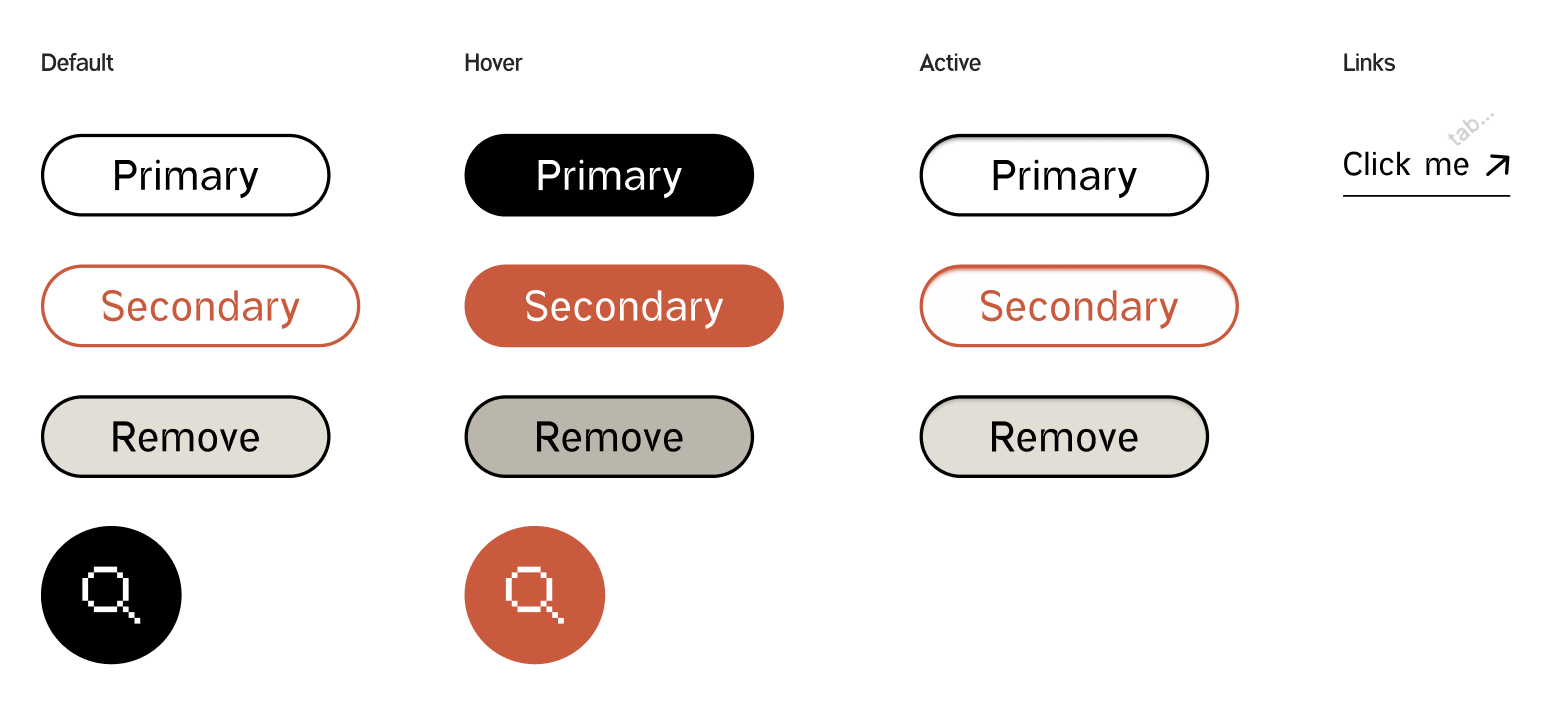 Default
Hover
Active
Links
tab...
Primary
Primary
Primary
Click me
Secondary
Secondary
Secondary
Remove
Remove
Remove